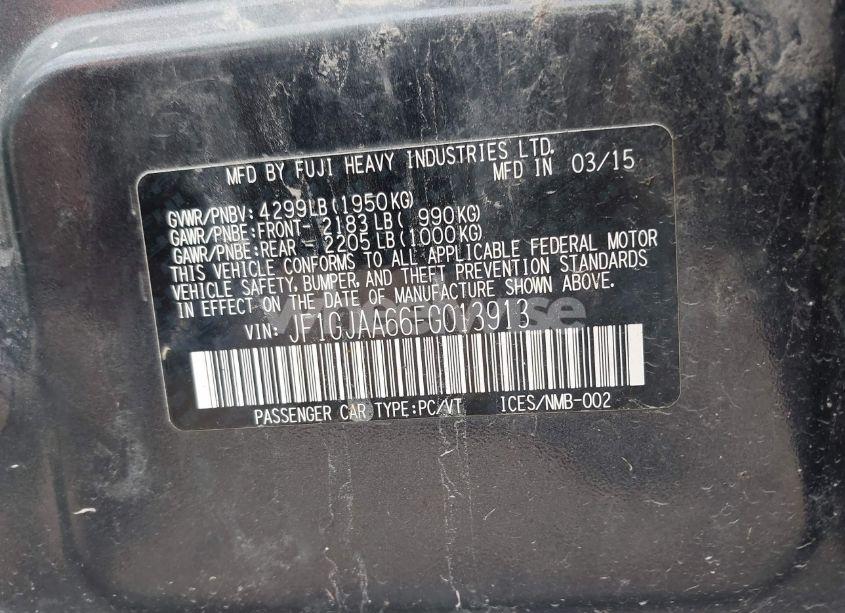 MFD BY FUJI HEAVY INDUSTRIES LTD.
MFD IN 03/15
GVWR/PNBV: 4299LB(1950KG)
GAWR/PNBE:FRONT- 2183 LB( 990KG)
GAWR/PNBE:REAR - 2205 LB(1000KG)
THIS VEHICLE CONFORMS TO ALL APPLICABLE FEDERAL MOTOR
VEHICLE SAFETY, BUMPER, AND THEFT PREVENTION STANDARDS
IN EFFECT ON THE DATE OF MANUFACTURE SHOWN ABOVE.
VIN: JF1GJAA66FG013913
PASSENGER CAR TYPE:PC/VT ICES/NMB-002